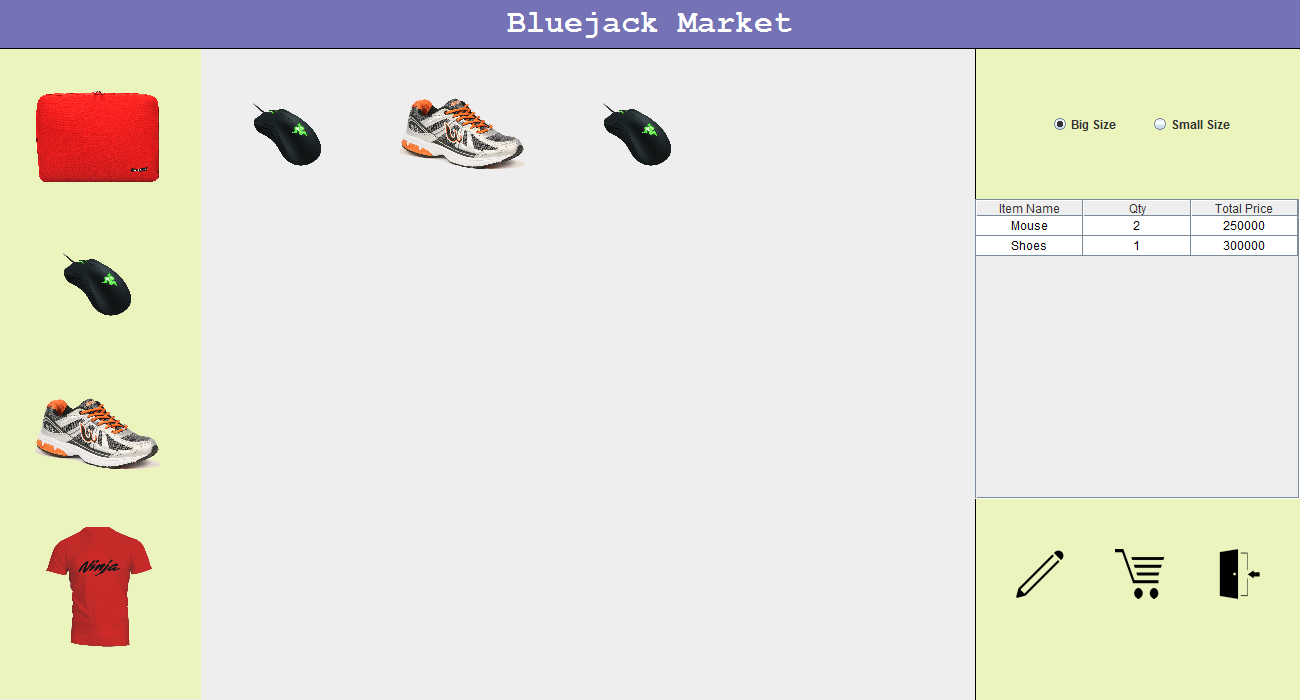 Bluejack Market
Big Size
Small Size
Item Name Qty Total Price
Mouse 2 250000
Shoes 1 300000
Ninja